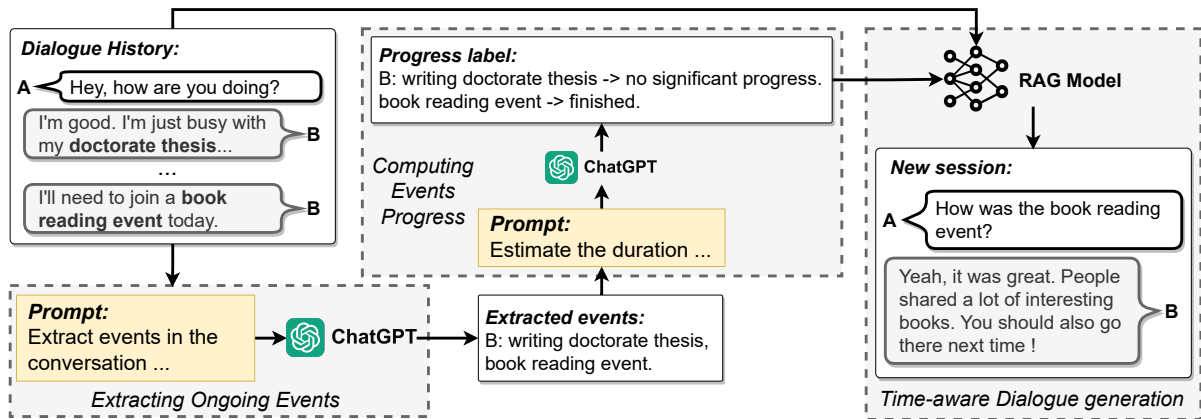 Dialogue History:
A
Hey, how are you doing?
I'm good. I'm just busy with
my doctorate thesis...
B
...
I'll need to join a book
reading event today.
B
Prompt:
Extract events in the
conversation ...
ChatGPT
Extracting Ongoing Events
Extracted events:
B: writing doctorate thesis,
book reading event.
Prompt:
Estimate the duration ...
ChatGPT
Computing
Events
Progress
Progress label:
B: writing doctorate thesis -> no significant progress.
book reading event -> finished.
RAG Model
New session:
A
How was the book reading
event?
Yeah, it was great. People
shared a lot of interesting
books. You should also go
there next time !
B
Time-aware Dialogue generation